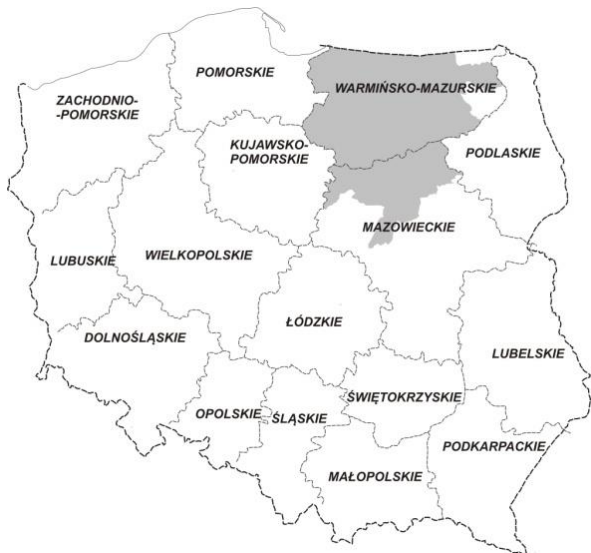 POMORSKIE
WARMIŃSKO-MAZURSKIE
ZACHODNIO-
-POMORSKIE
KUJAWSKO-
POMORSKIE
PODLASKIE
MAZOWIECKIE
LUBUSKIE
WIELKOPOLSKIE
ŁÓDZKIE
DOLNOŚLĄSKIE
LUBELSKIE
ŚWIĘTOKRZYSKIE
OPOLSKIE
ŚLĄSKIE
PODKARPACKIE
MAŁOPOLSKIE